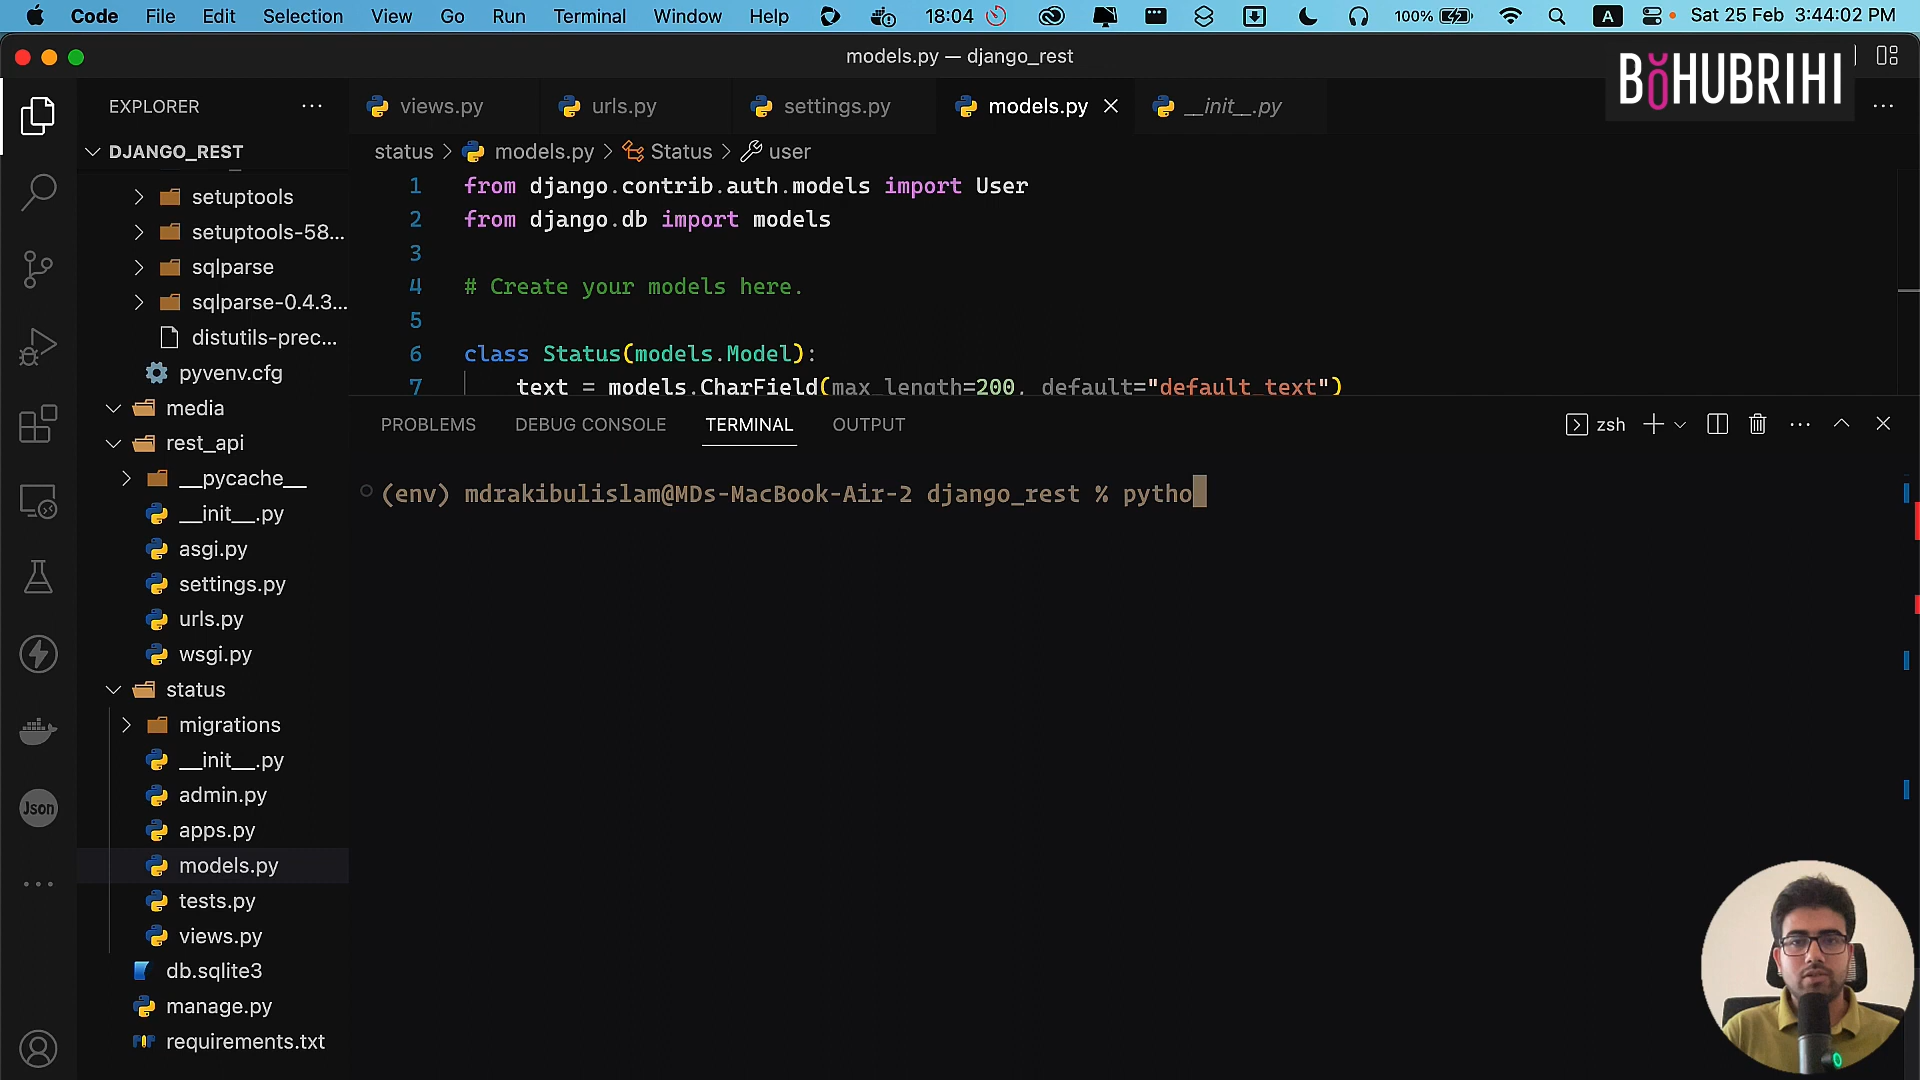 Code File Edit Selection View Go Run Terminal Window Help 18:04 100% A Sat 25 Feb 3:44:02 PM
models.py — django_rest
BOHUBRIHI
EXPLORER
views.py urls.py settings.py models.py __init__.py
DJANGO_REST
status > models.py > Status > user
setuptools
setuptools-58...
sqlparse
sqlparse-0.4.3...
distutils-prec...
pyvenv.cfg
media
rest_api
__pycache__
__init__.py
asgi.py
settings.py
urls.py
wsgi.py
status
migrations
__init__.py
admin.py
apps.py
models.py
tests.py
views.py
db.sqlite3
manage.py
requirements.txt
Json
1 from django.contrib.auth.models import User
2 from django.db import models
3
4 # Create your models here.
5
6 class Status(models.Model):
7 text = models.CharField(max_length=200, default="default_text")
PROBLEMS DEBUG CONSOLE TERMINAL OUTPUT zsh
(env) mdrakibulislam@MDs-MacBook-Air-2 django_rest % pytho